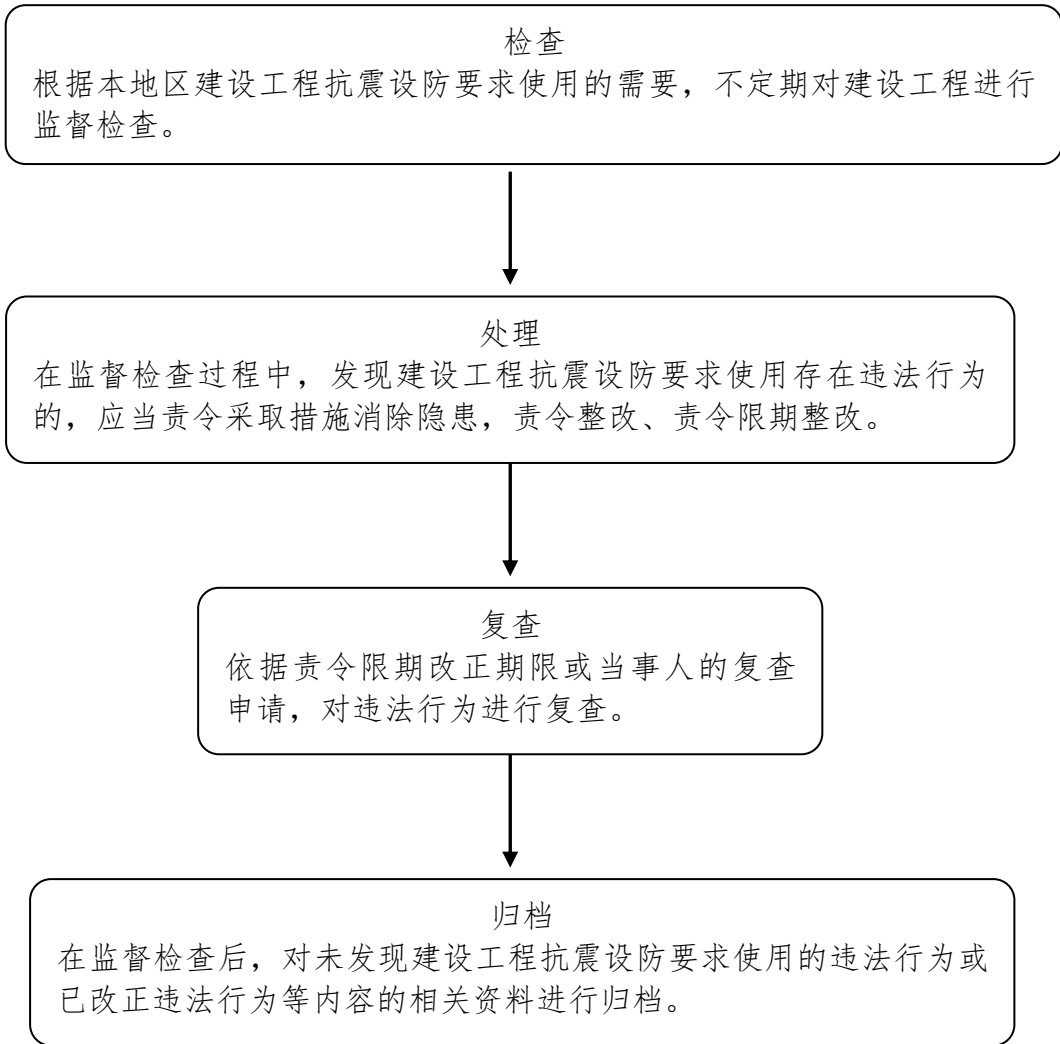 检查
根据本地区建设工程抗震设防要求使用的需要，不定期对建设工程进行
监督检查。
处理
在监督检查过程中，发现建设工程抗震设防要求使用存在违法行为
的，应当责令采取措施消除隐患，责令整改、责令限期整改。
复查
依据责令限期改正期限或当事人的复查
申请，对违法行为进行复查。
归档
在监督检查后，对未发现建设工程抗震设防要求使用的违法行为或
已改正违法行为等内容的相关资料进行归档。